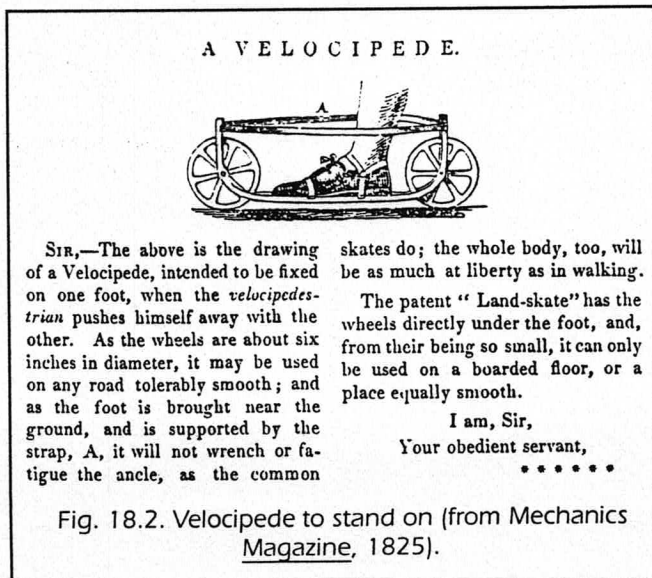 A VELOCIPEDE.
A
SIR,—The above is the drawing
of a Velocipede, intended to be fixed
on one foot, when the velocipedes-
trian pushes himself away with the
other. As the wheels are about six
inches in diameter, it may be used
on any road tolerably smooth; and
as the foot is brought near the
ground, and is supported by the
strap, A, it will not wrench or fa-
tigue the ancle, as the common
skates do; the whole body, too, will
be as much at liberty as in walking.
The patent “ Land-skate” has the
wheels directly under the foot, and,
from their being so small, it can only
be used on a boarded floor, or a
place equally smooth.
I am, Sir,
Your obedient servant,
* * * * * *
Fig. 18.2. Velocipede to stand on (from Mechanics
Magazine, 1825).